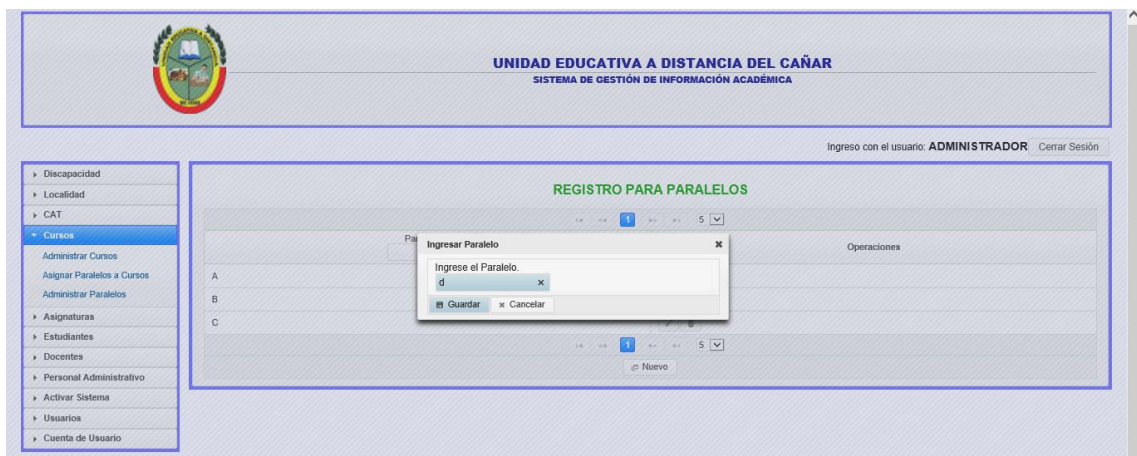 UNIDAD EDUCATIVA A DISTANCIA DEL CAÑAR
SISTEMA DE GESTIÓN DE INFORMACIÓN ACADÉMICA
Ingreso con el usuario: ADMINISTRADOR Cerrar Sesión
Discapacidad
Localidad
CAT
Cursos
Administrar Cursos
Asignar Paralelos a Cursos
Administrar Paralelos
Asignaturas
Estudiantes
Docentes
Personal Administrativo
Activar Sistema
Usuarios
Cuenta de Usuario
REGISTRO PARA PARALELOS
1 5
Operaciones
A
B
C
Ingresar Paralelo
Ingrese el Paralelo.
d
Guardar Cancelar
1 5
Nuevo